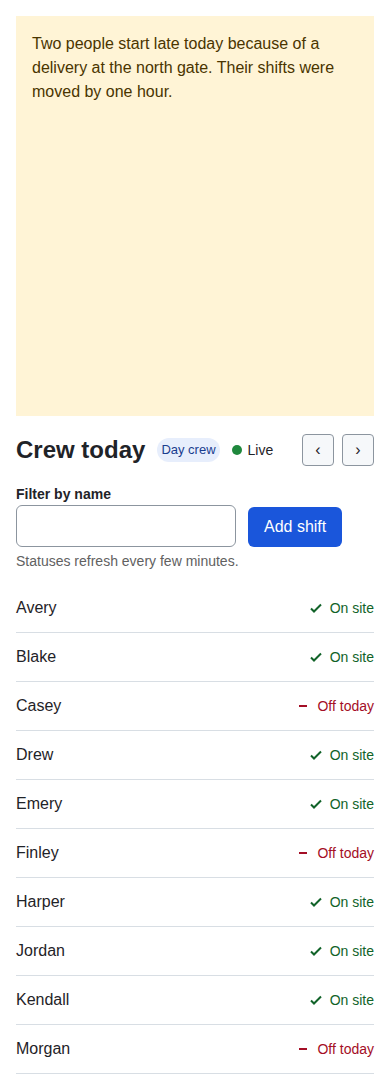 Two people start late today because of a
delivery at the north gate. Their shifts were
moved by one hour.
Crew today Day crew Live ‹ ›
Filter by name
Add shift
Statuses refresh every few minutes.
Avery On site
Blake On site
Casey Off today
Drew On site
Emery On site
Finley Off today
Harper On site
Jordan On site
Kendall On site
Morgan Off today